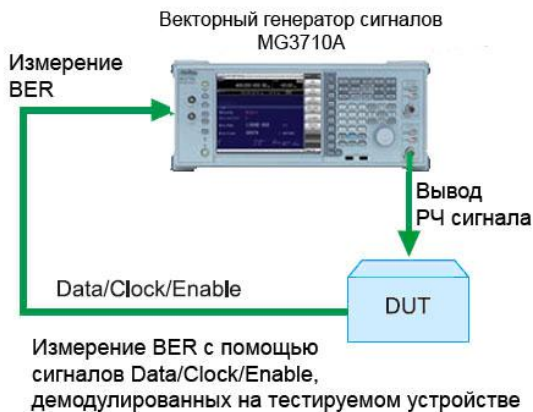 Векторный генератор сигналов
MG3710A
Измерение
BER
Вывод
РЧ сигнала
Data/Clock/Enable
DUT
Измерение BER с помощью
сигналов Data/Clock/Enable,
демодулированных на тестируемом устройстве